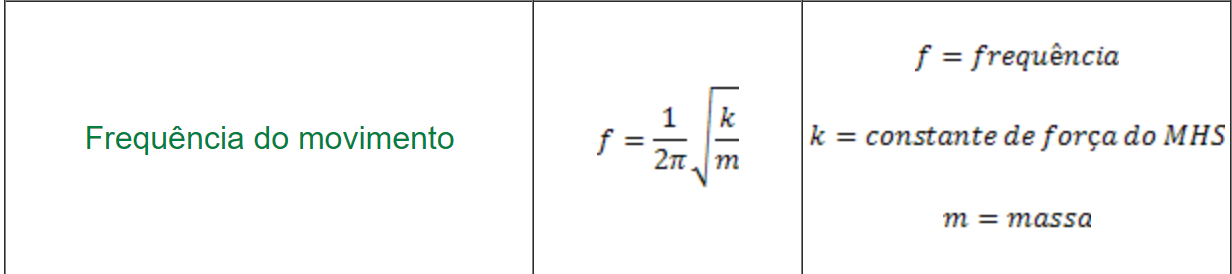 Frequência do movimento
f = 1/2π √(k/m)
f = frequência
k = constante de força do MHS
m = massa